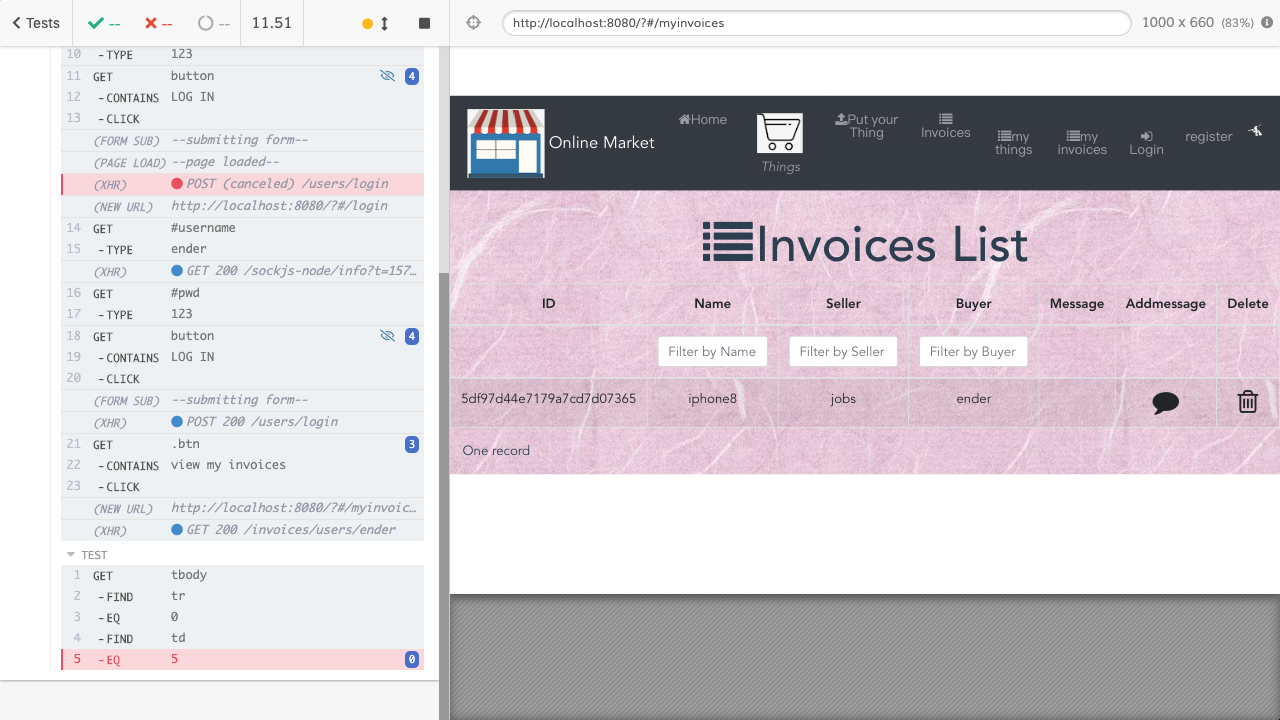 Tests
--
--
--
11.51
10 -TYPE 123
11 GET button 4
12 -CONTAINS LOG IN
13 -CLICK
(FORM SUB) --submitting form--
(PAGE LOAD) --page loaded--
(XHR) POST (canceled) /users/login
(NEW URL) http://localhost:8080/?#/login
14 GET #username
15 -TYPE ender
(XHR) GET 200 /sockjs-node/info?t=157…
16 GET #pwd
17 -TYPE 123
18 GET button 4
19 -CONTAINS LOG IN
20 -CLICK
(FORM SUB) --submitting form--
(XHR) POST 200 /users/login
21 GET .btn 3
22 -CONTAINS view my invoices
23 -CLICK
(NEW URL) http://localhost:8080/?#/myinvoic…
(XHR) GET 200 /invoices/users/ender
TEST
1 GET tbody
2 -FIND tr
3 -EQ 0
4 -FIND td
5 -EQ 5 0
http://localhost:8080/?#/myinvoices
1000 x 660 (83%)
Online Market
Home
Things
Put your
Thing
Invoices
my
things
my
invoices
Login
register
Invoices List
ID Name Seller Buyer Message Addmessage Delete
Filter by Name Filter by Seller Filter by Buyer
5df97d44e7179a7cd7d07365 iphone8 jobs ender
One record